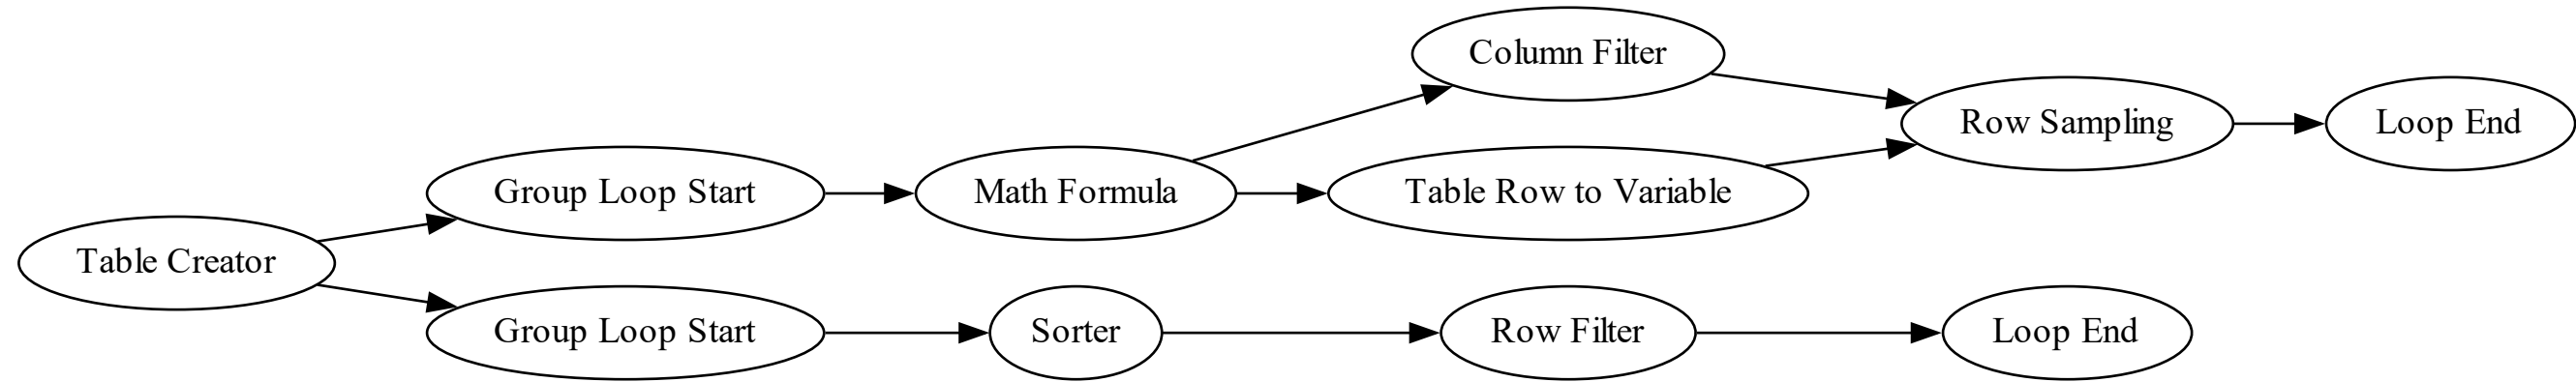 Column Filter
Row Sampling
Loop End
Group Loop Start
Math Formula
Table Row to Variable
Table Creator
Group Loop Start
Sorter
Row Filter
Loop End